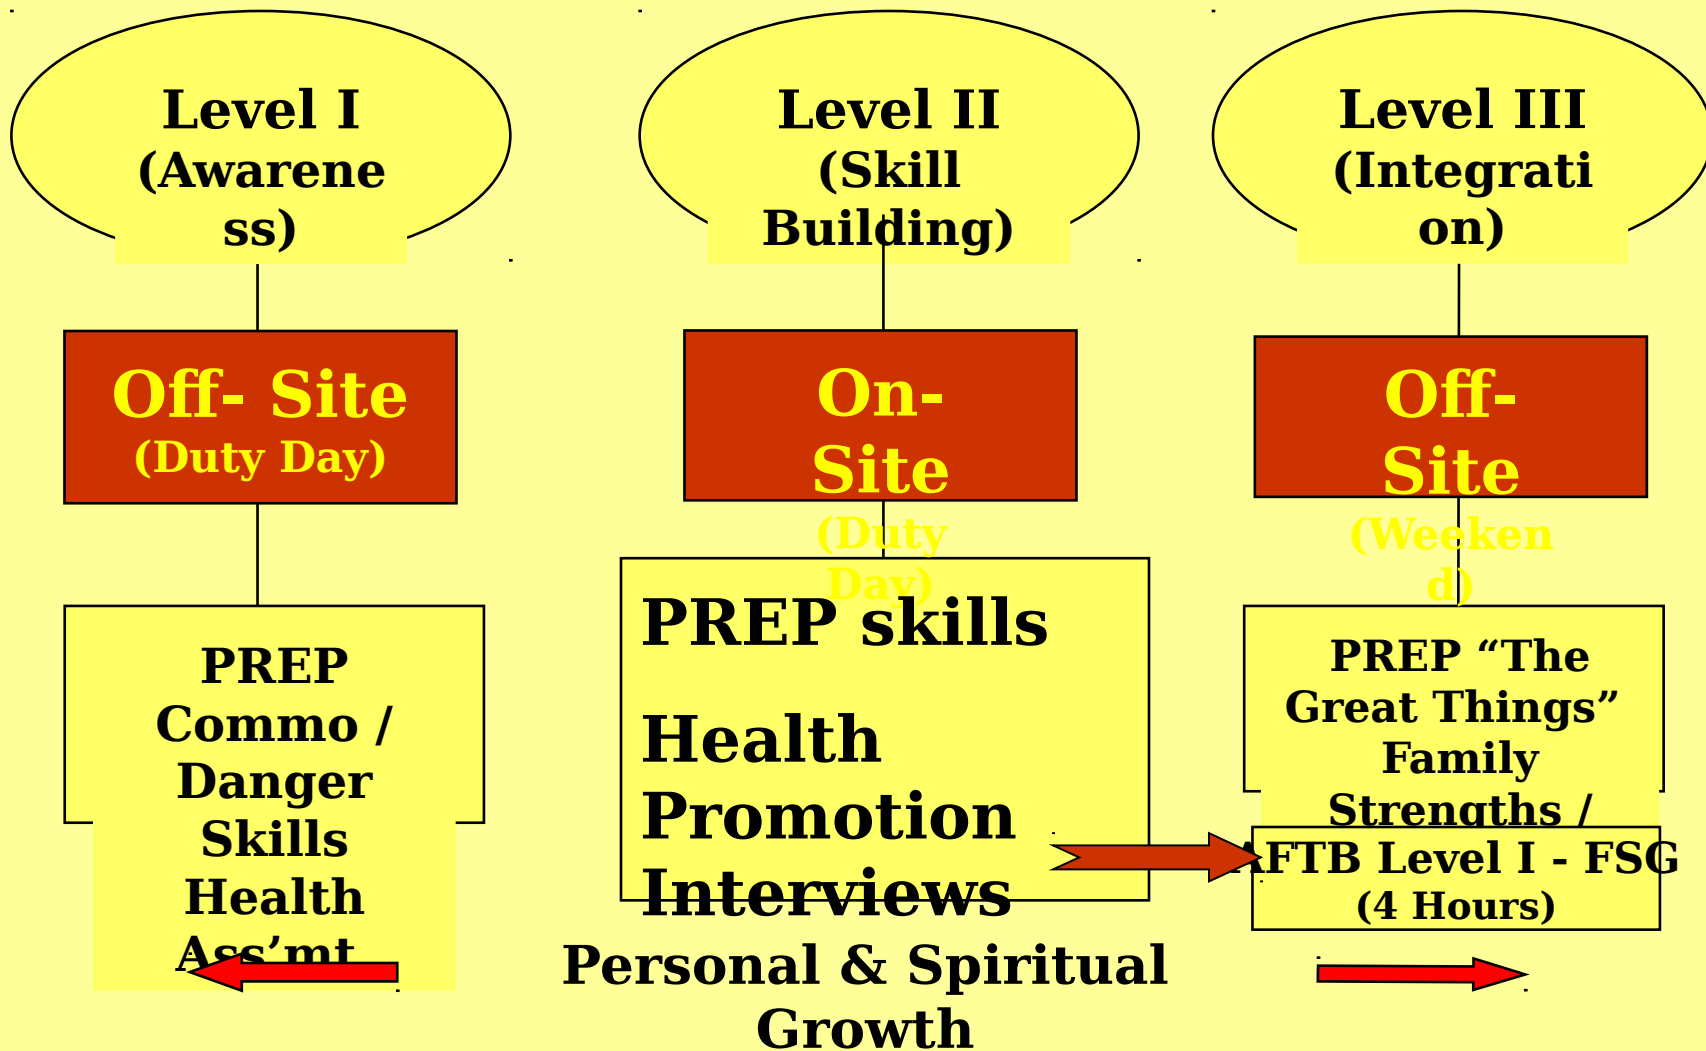 Level I
(Awarene
ss)
Off- Site
(Duty Day)
PREP
Commo /
Danger
Skills
Health
Ass’mt
Level II
(Skill
Building)
On-
Site
(Duty
Day)
PREP skills
Health
Promotion
Interviews
Level III
(Integrati
on)
Off-
Site
(Weeken
d)
PREP “The
Great Things”
Family
Strengths /
AFTB Level I - FSG
(4 Hours)
Personal & Spiritual
Growth